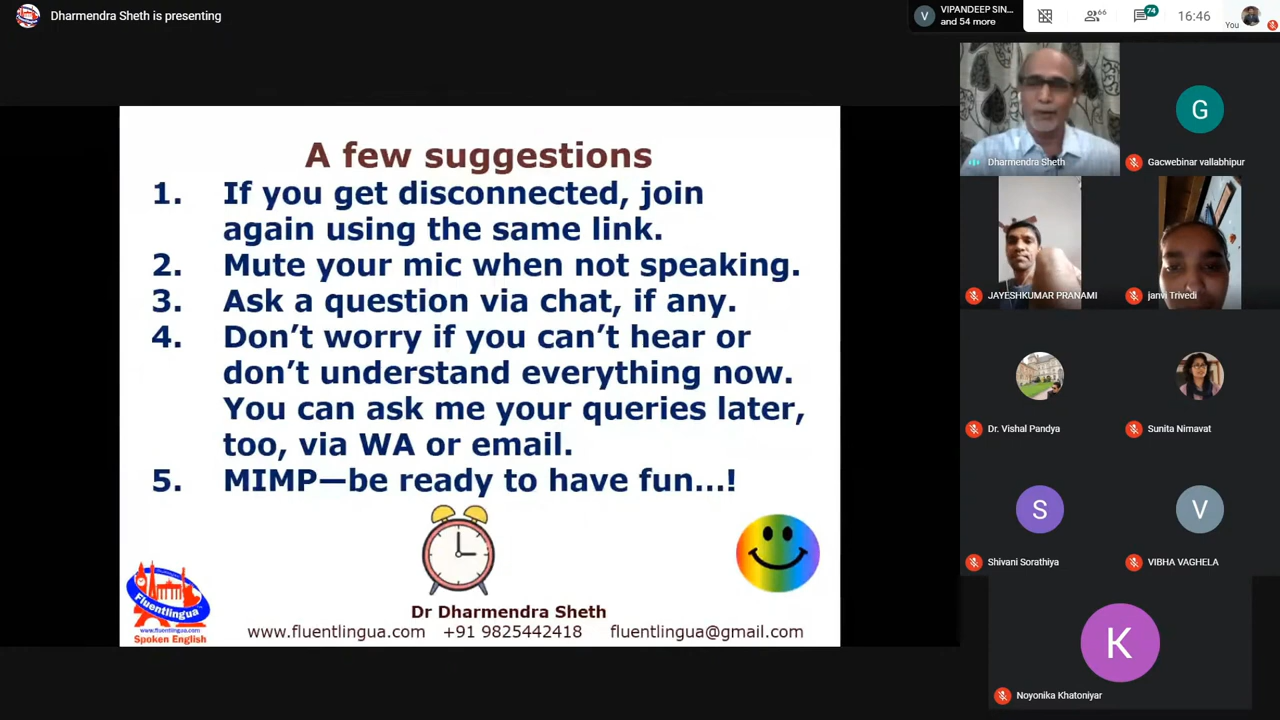 Dharmendra Sheth is presenting
V
VIPANDEEP SIN...
and 54 more
66
74
16:46
You
A few suggestions
1. If you get disconnected, join
again using the same link.
2. Mute your mic when not speaking.
3. Ask a question via chat, if any.
4. Don’t worry if you can’t hear or
don’t understand everything now.
You can ask me your queries later,
too, via WA or email.
5. MIMP—be ready to have fun...!
Fluentlingua
www.fluentlingua.com
Spoken English
Dr Dharmendra Sheth
www.fluentlingua.com +91 9825442418 fluentlingua@gmail.com
Dharmendra Sheth
G
Gacwebinar vallabhipur
JAYESHKUMAR PRANAMI
janvi Trivedi
Dr. Vishal Pandya
Sunita Nimavat
S
Shivani Sorathiya
V
VIBHA VAGHELA
K
Noyonika Khatoniyar